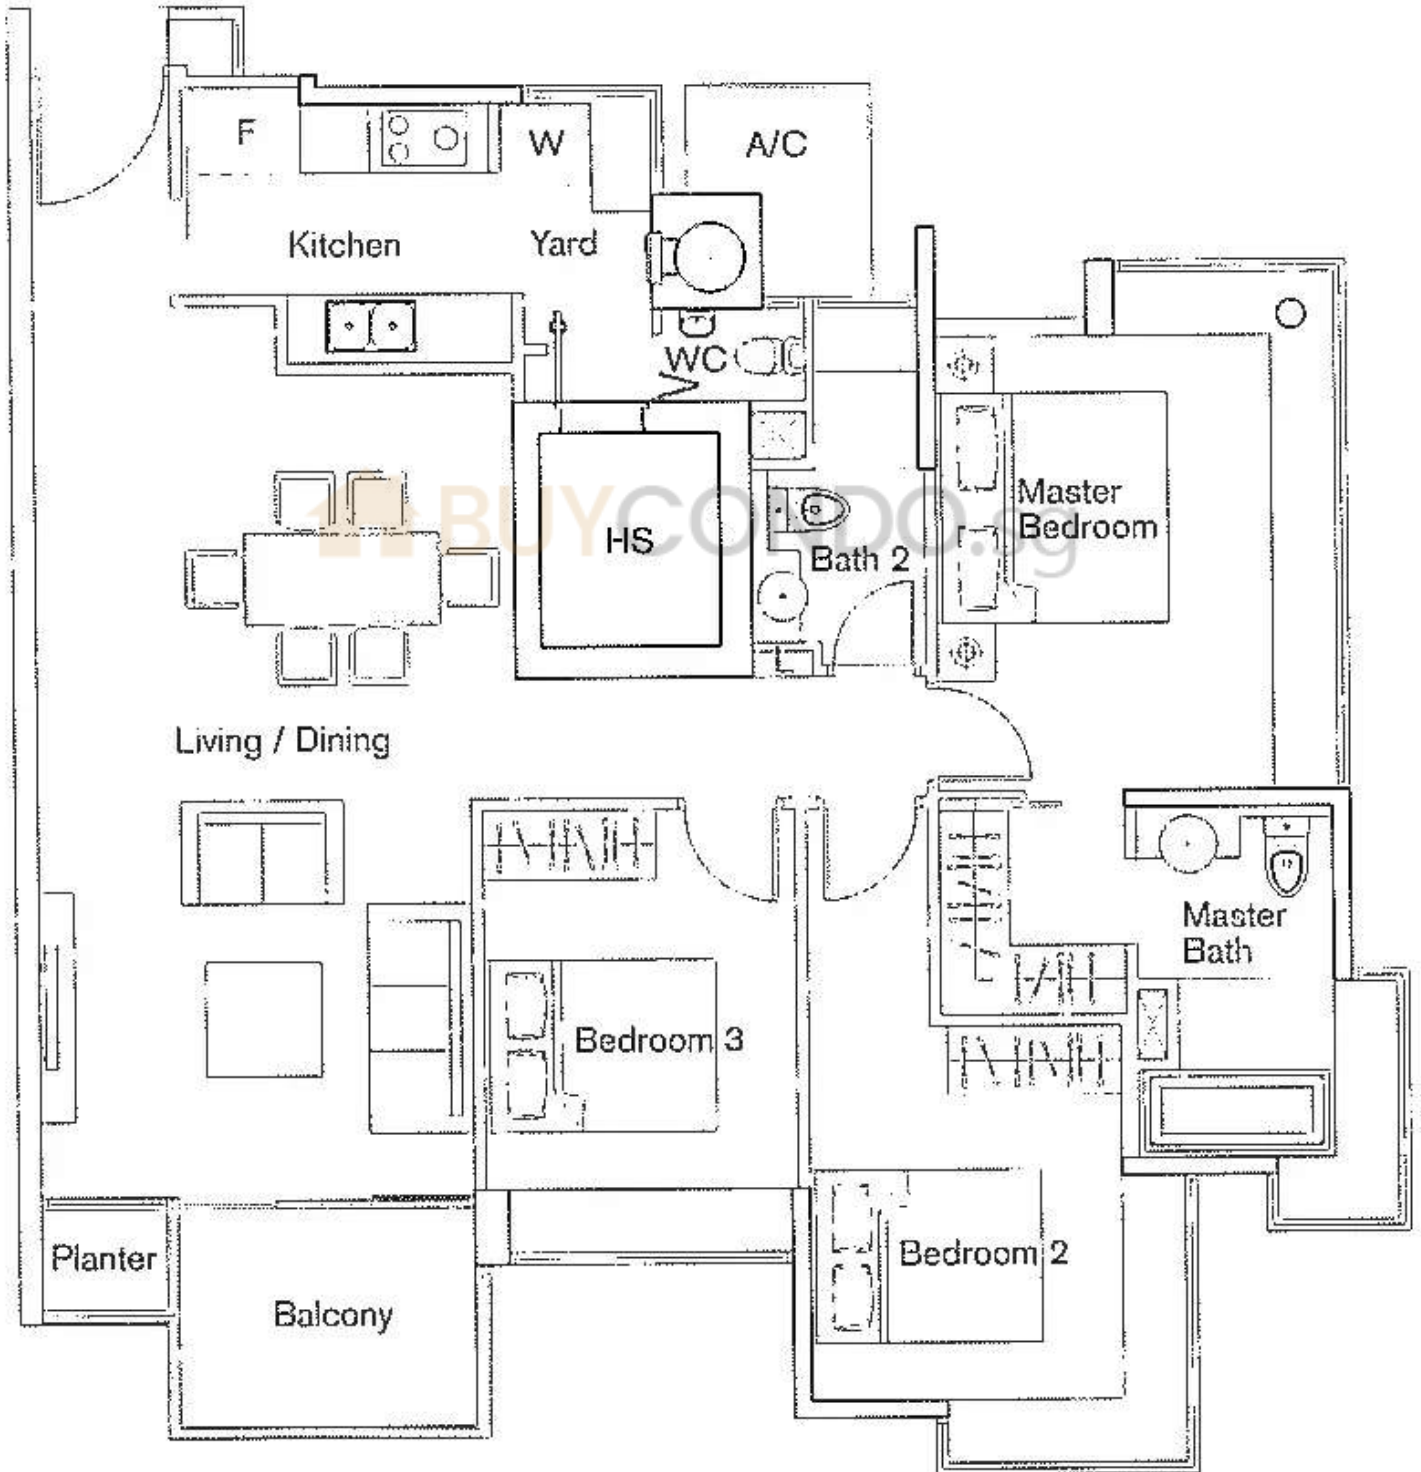 F
W
A/C
Kitchen
Yard
WC
BUYCONDO.sg
HS
Bath 2
Master
Bedroom
Living / Dining
Master
Bath
Bedroom 3
Planter
Balcony
Bedroom 2